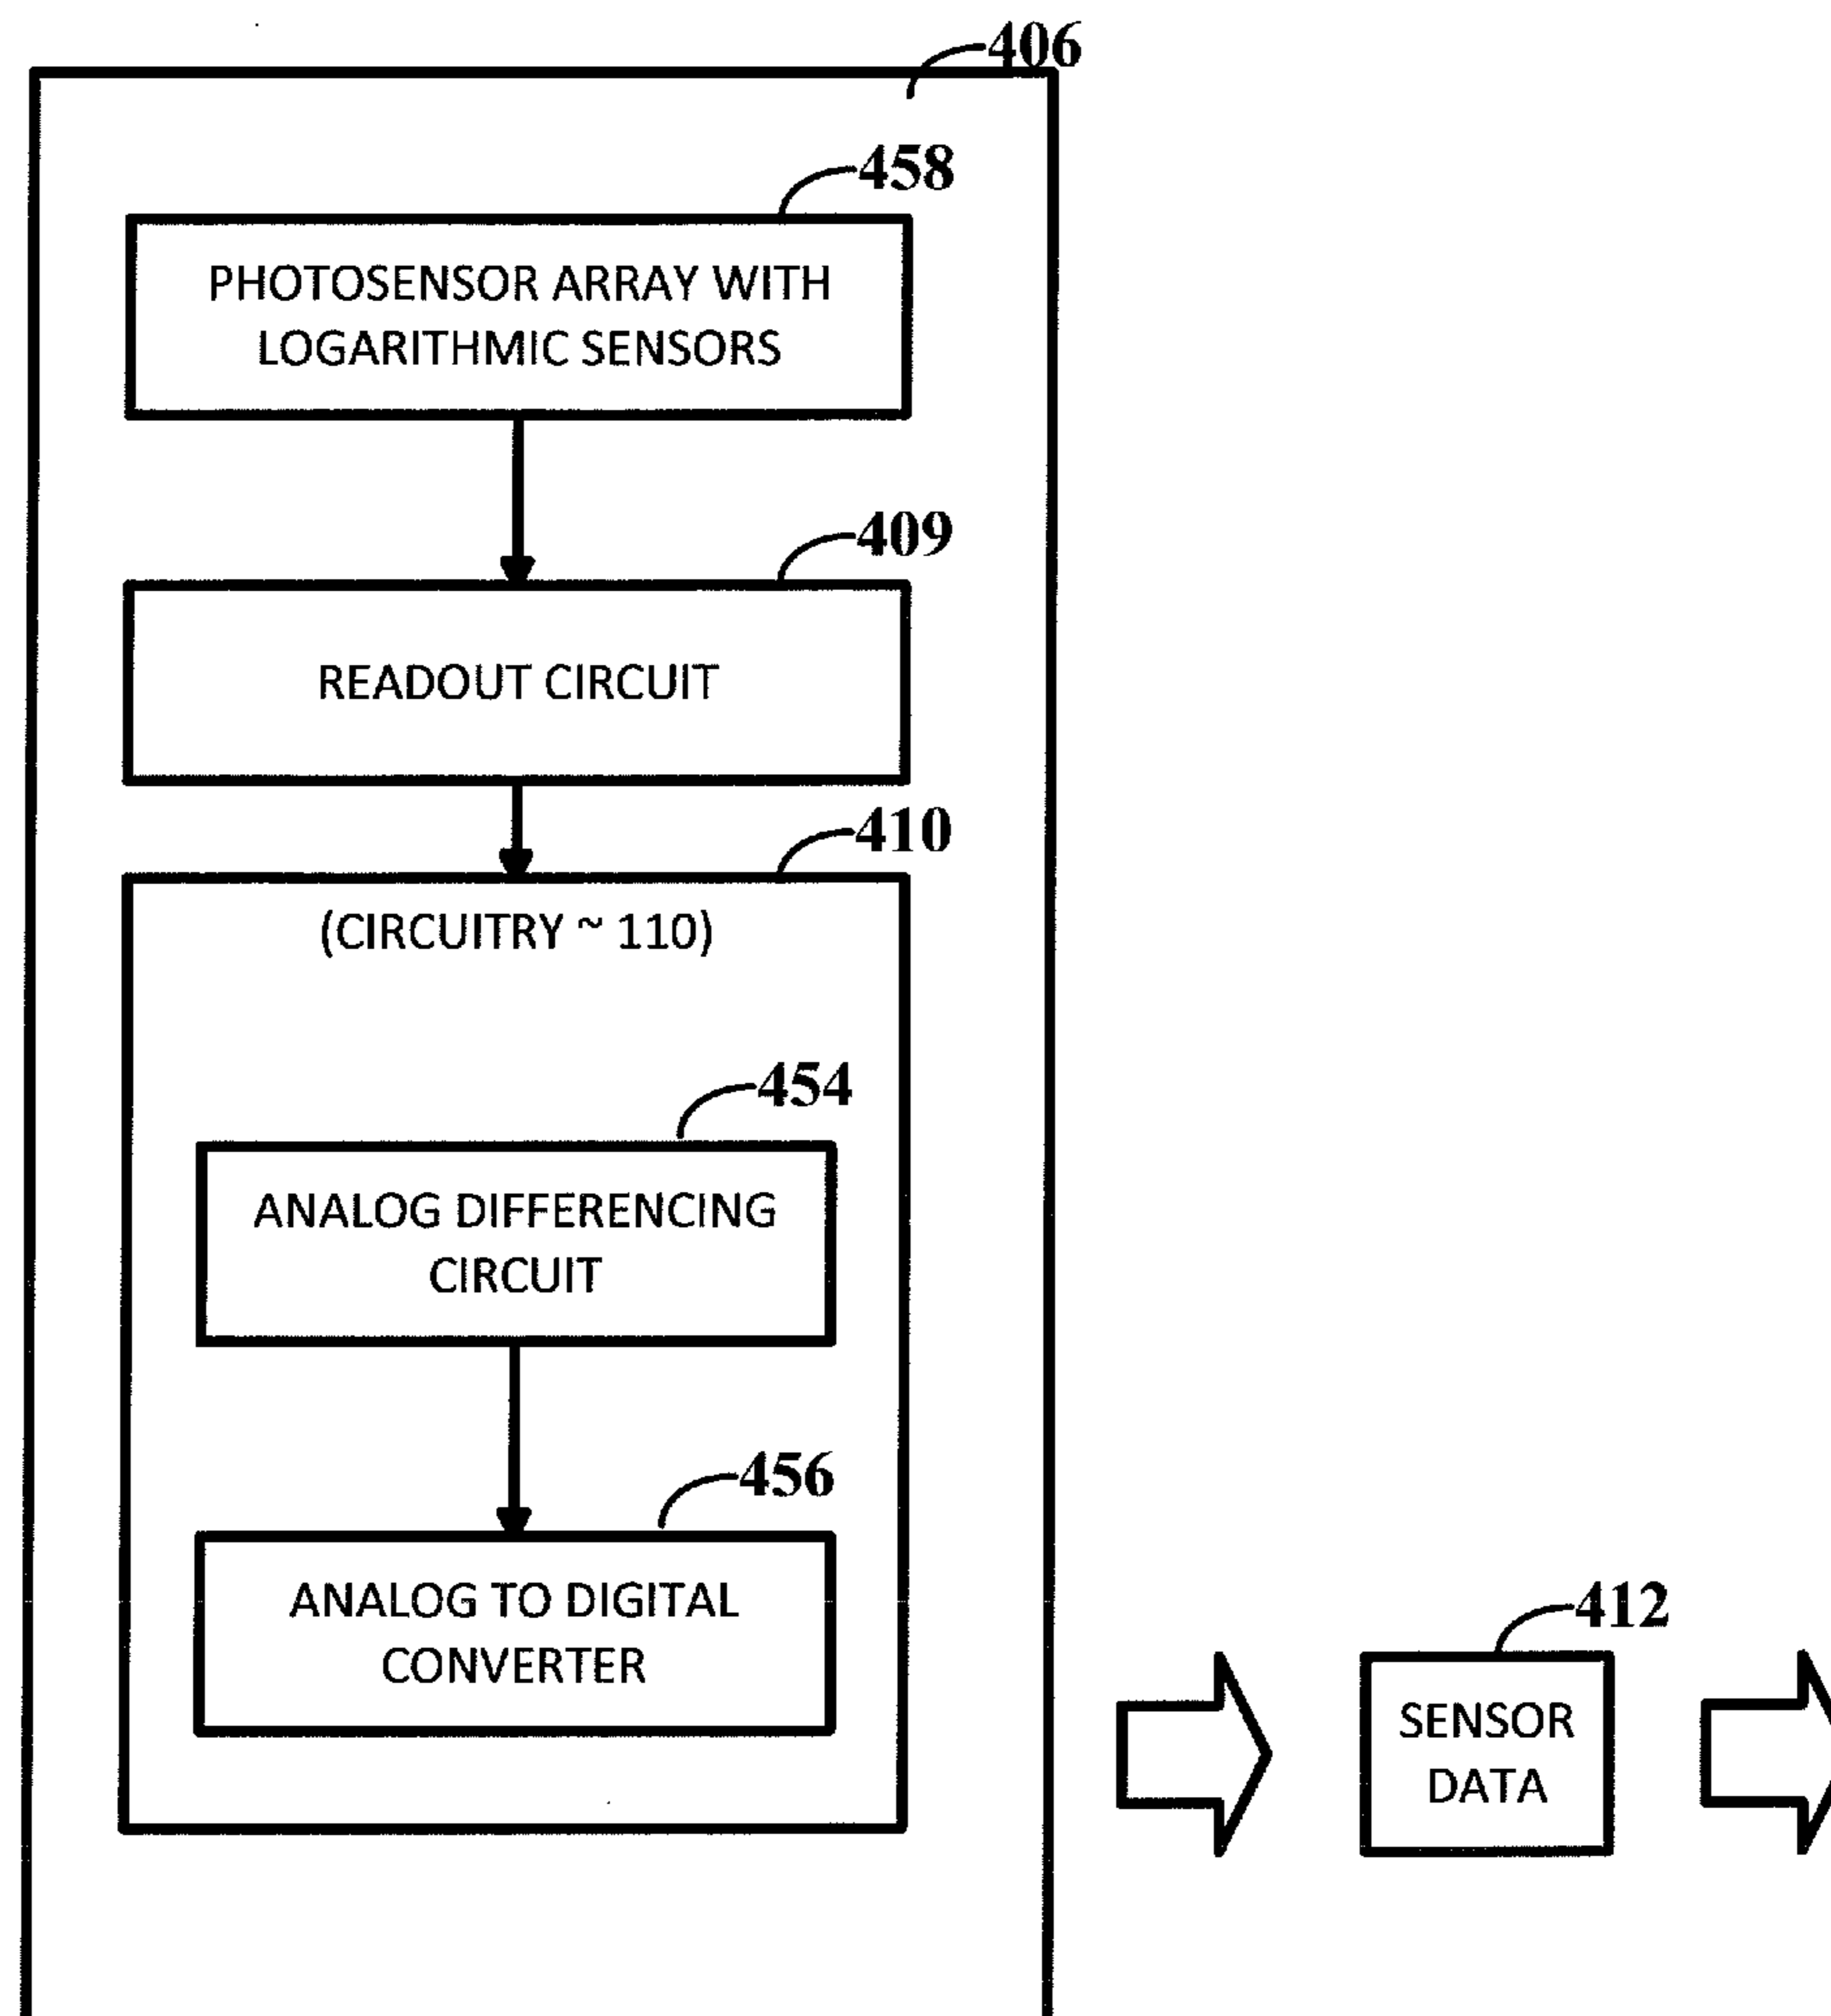 406
458
PHOTOSENSOR ARRAY WITH
LOGARITHMIC SENSORS
409
READOUT CIRCUIT
410
(CIRCUITRY ~ 110)
454
ANALOG DIFFERENCING
CIRCUIT
456
ANALOG TO DIGITAL
CONVERTER
412
SENSOR
DATA